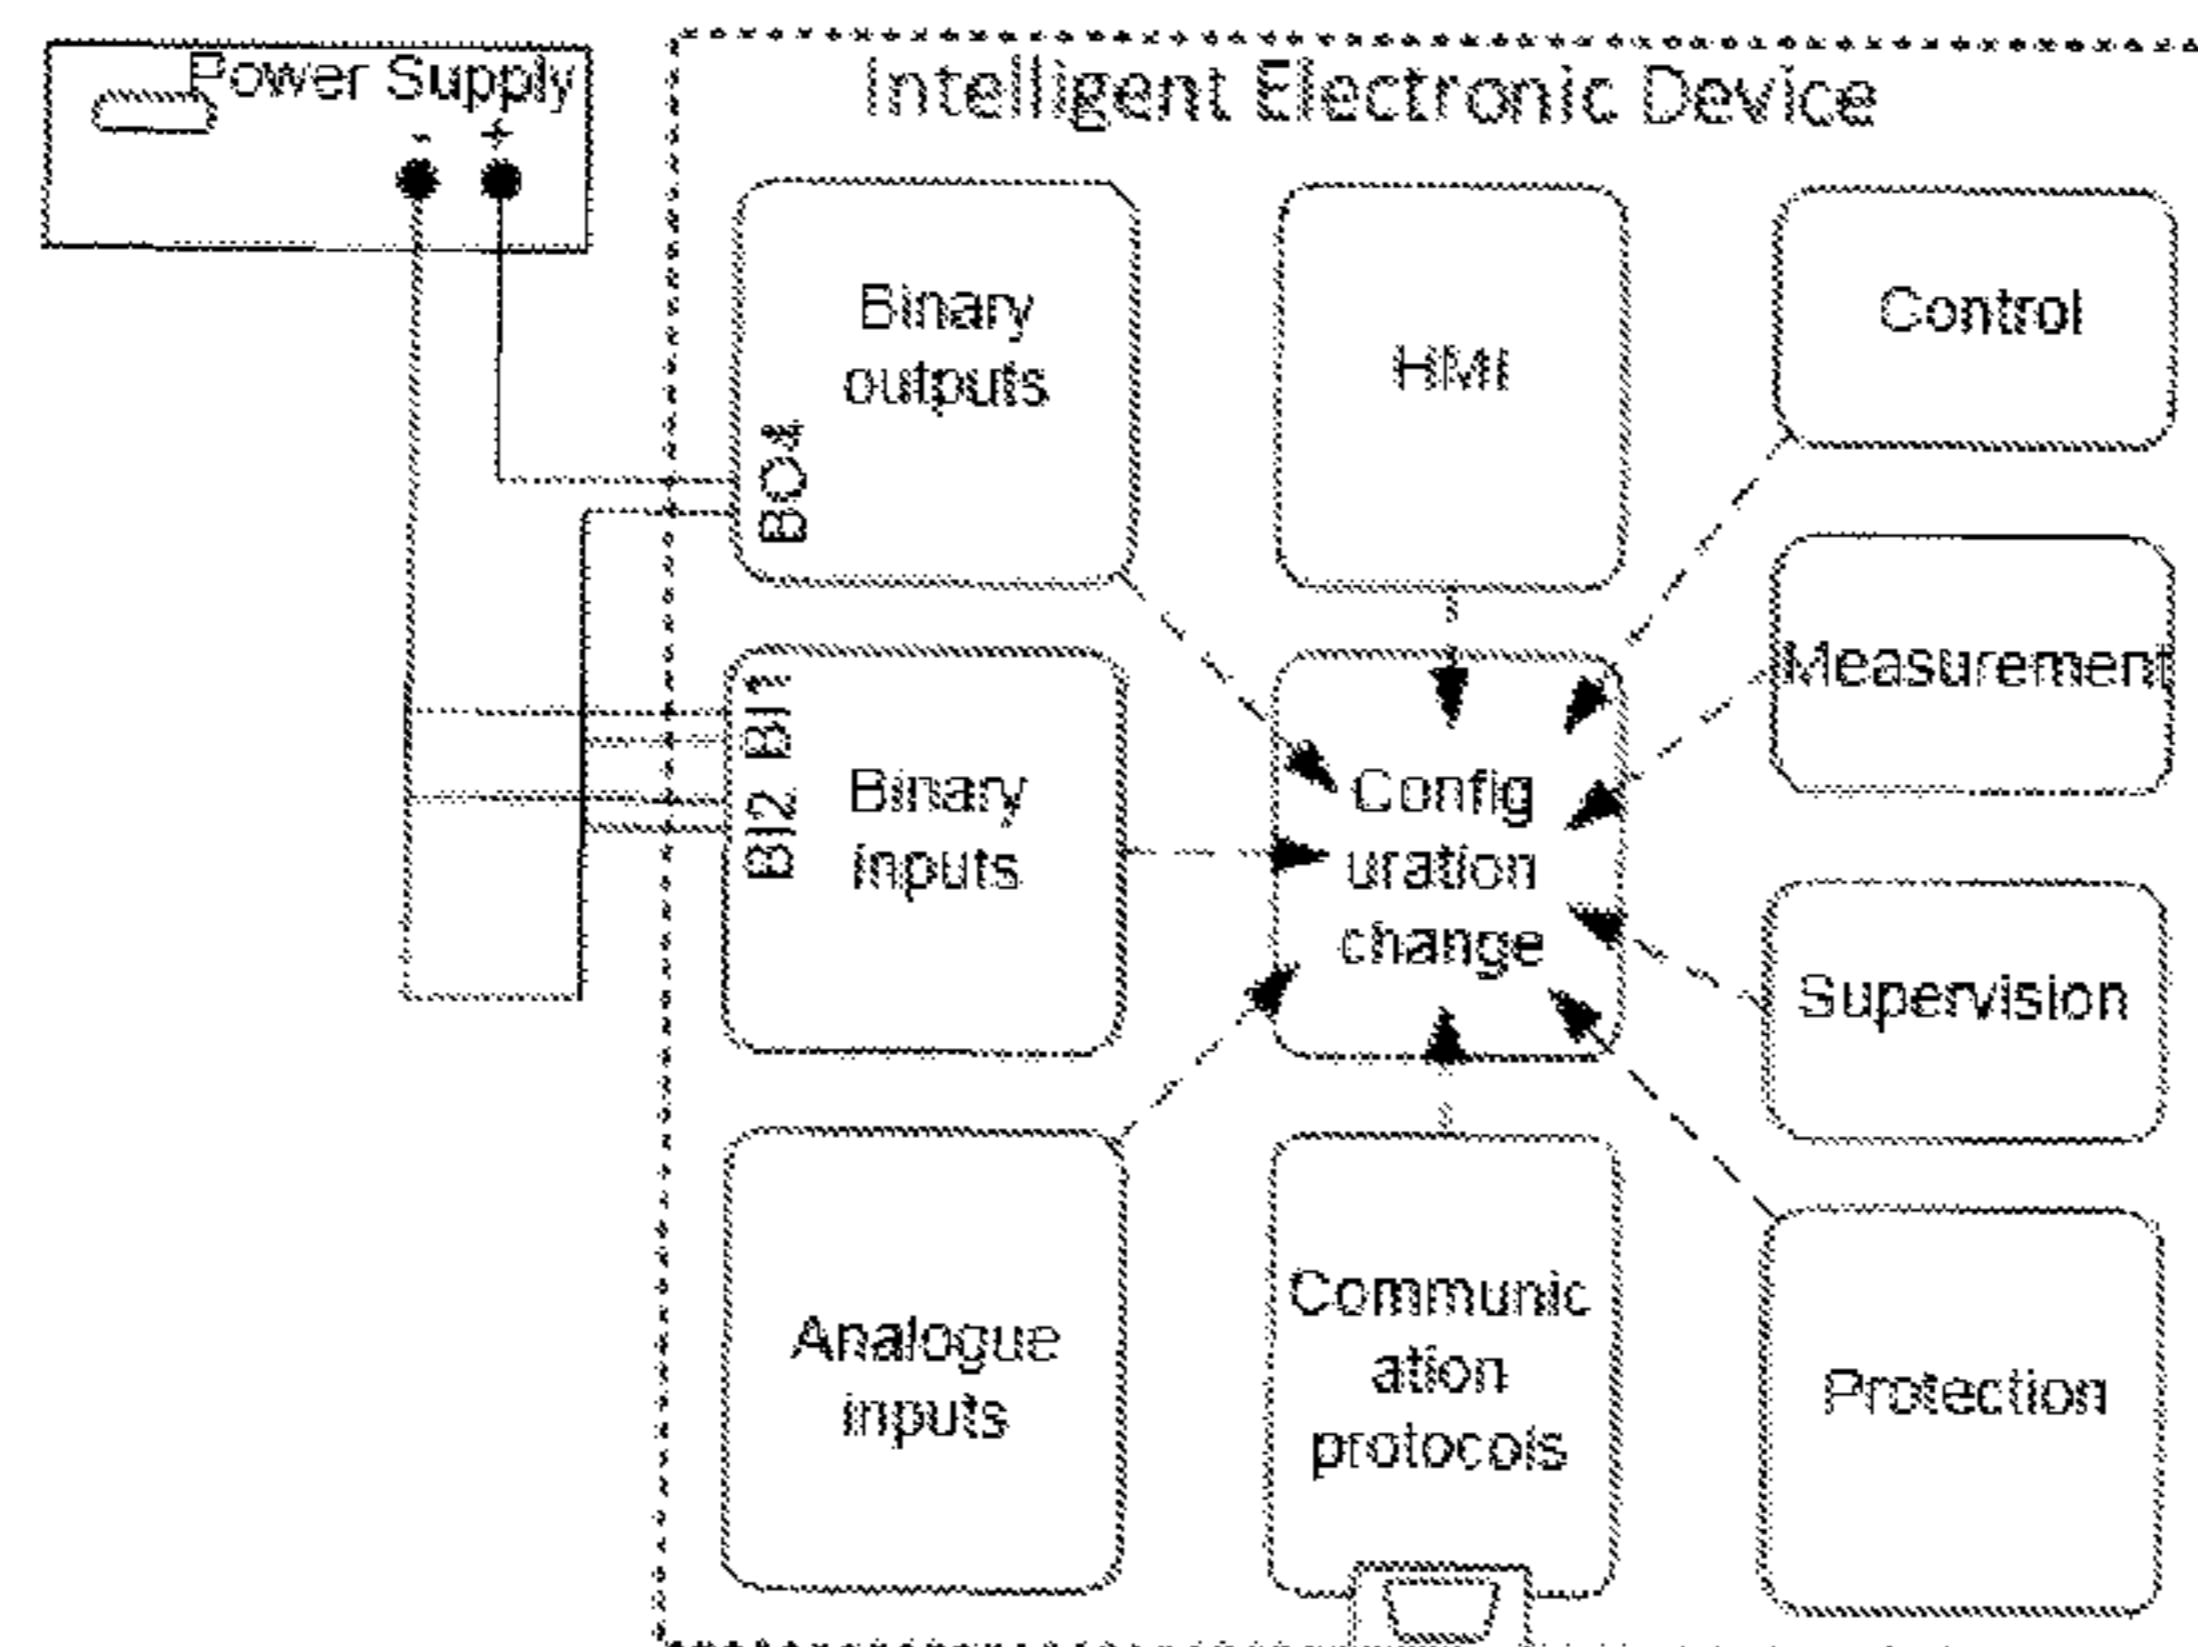 Power Supply
- +
Intelligent Electronic Device
Binary
outputs
BO4
HMI
Control
Measurement
BI2 BI1
Binary
inputs
Config
uration
change
Supervision
Analogue
inputs
Communic
ation
protocols
Protection